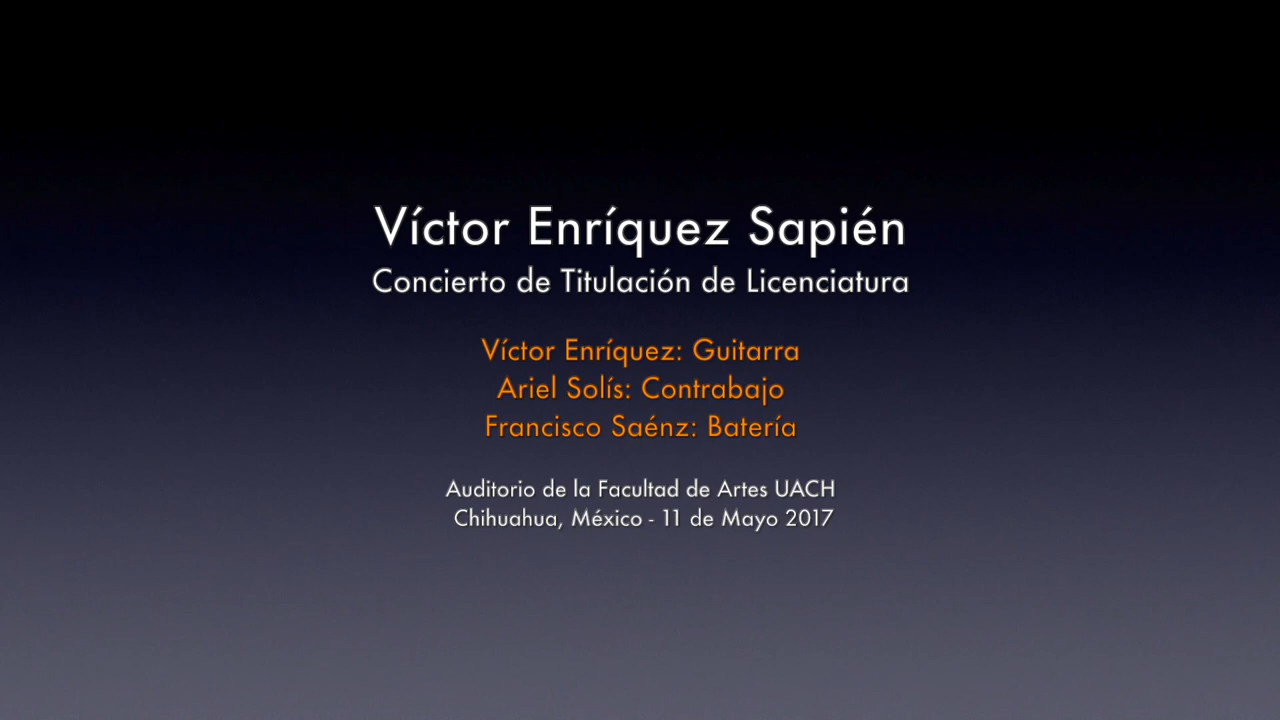 Víctor Enríquez Sapién
Concierto de Titulación de Licenciatura
Víctor Enríquez: Guitarra
Ariel Solís: Contrabajo
Francisco Saénz: Batería
Auditorio de la Facultad de Artes UACH
Chihuahua, México - 11 de Mayo 2017